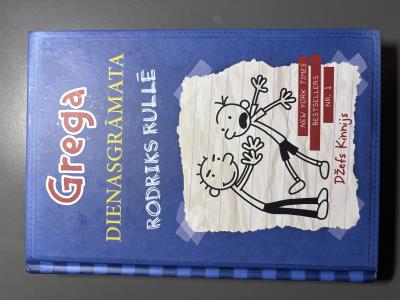 Grega
DIENASGRĀMATA
RODRIKS RULLĒ
NEW YORK TIMES
BESTSELLERS
NR. 1
Džefs Kinnijs